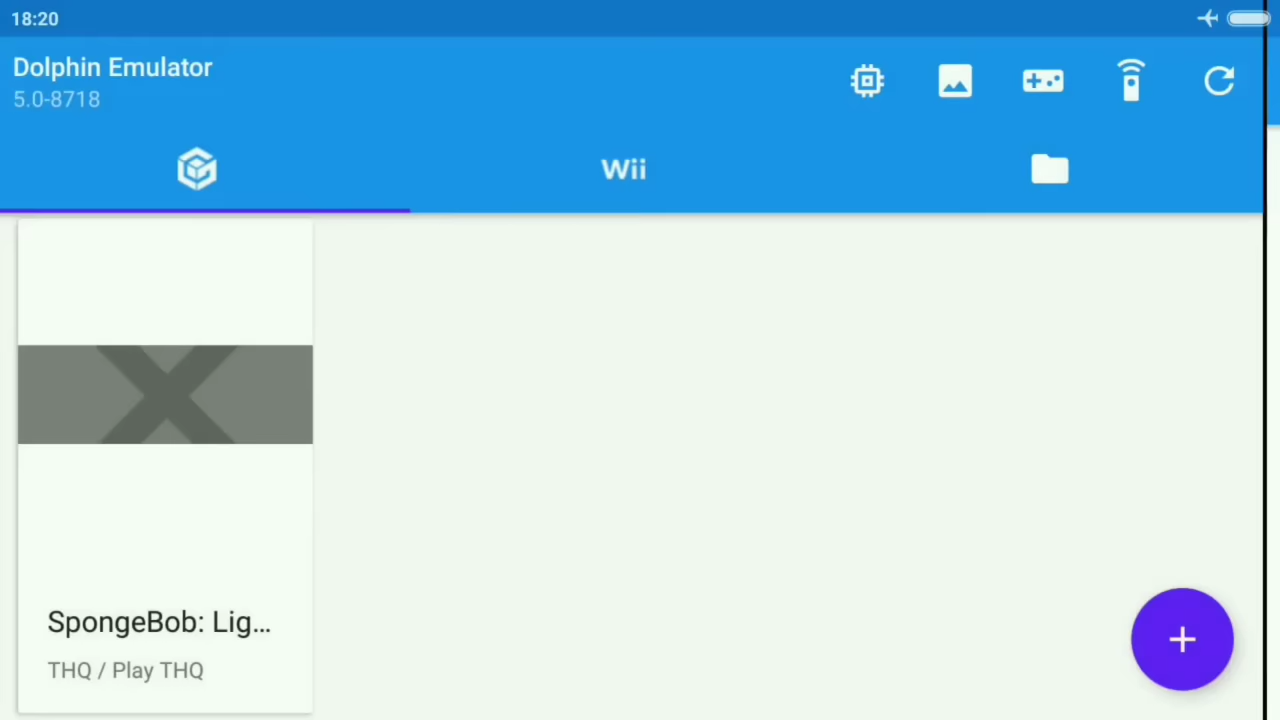 18:20
Dolphin Emulator
5.0-8718
Wii
SpongeBob: Lig...
THQ / Play THQ